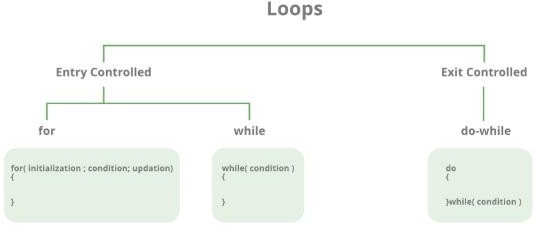 Loops
Entry Controlled
Exit Controlled
for
while
do-while
for( initialization ; condition; updation)
{
}
while( condition )
{
}
do
{
}while( condition )